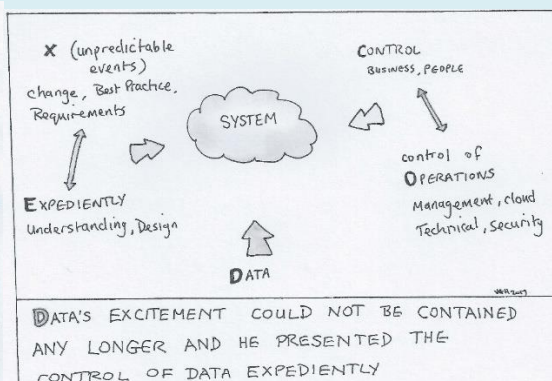 X (unpredictable
events)
change, Best Practice,
Requirements
EXPEDIENTLY
Understanding, Design
SYSTEM
CONTROL
BUSINESS, PEOPLE
control of
OPERATIONS
Management, cloud
Technical, Security
DATA
DATA'S EXCITEMENT COULD NOT BE CONTAINED
ANY LONGER AND HE PRESENTED THE
CONTROL OF DATA EXPEDIENTLY